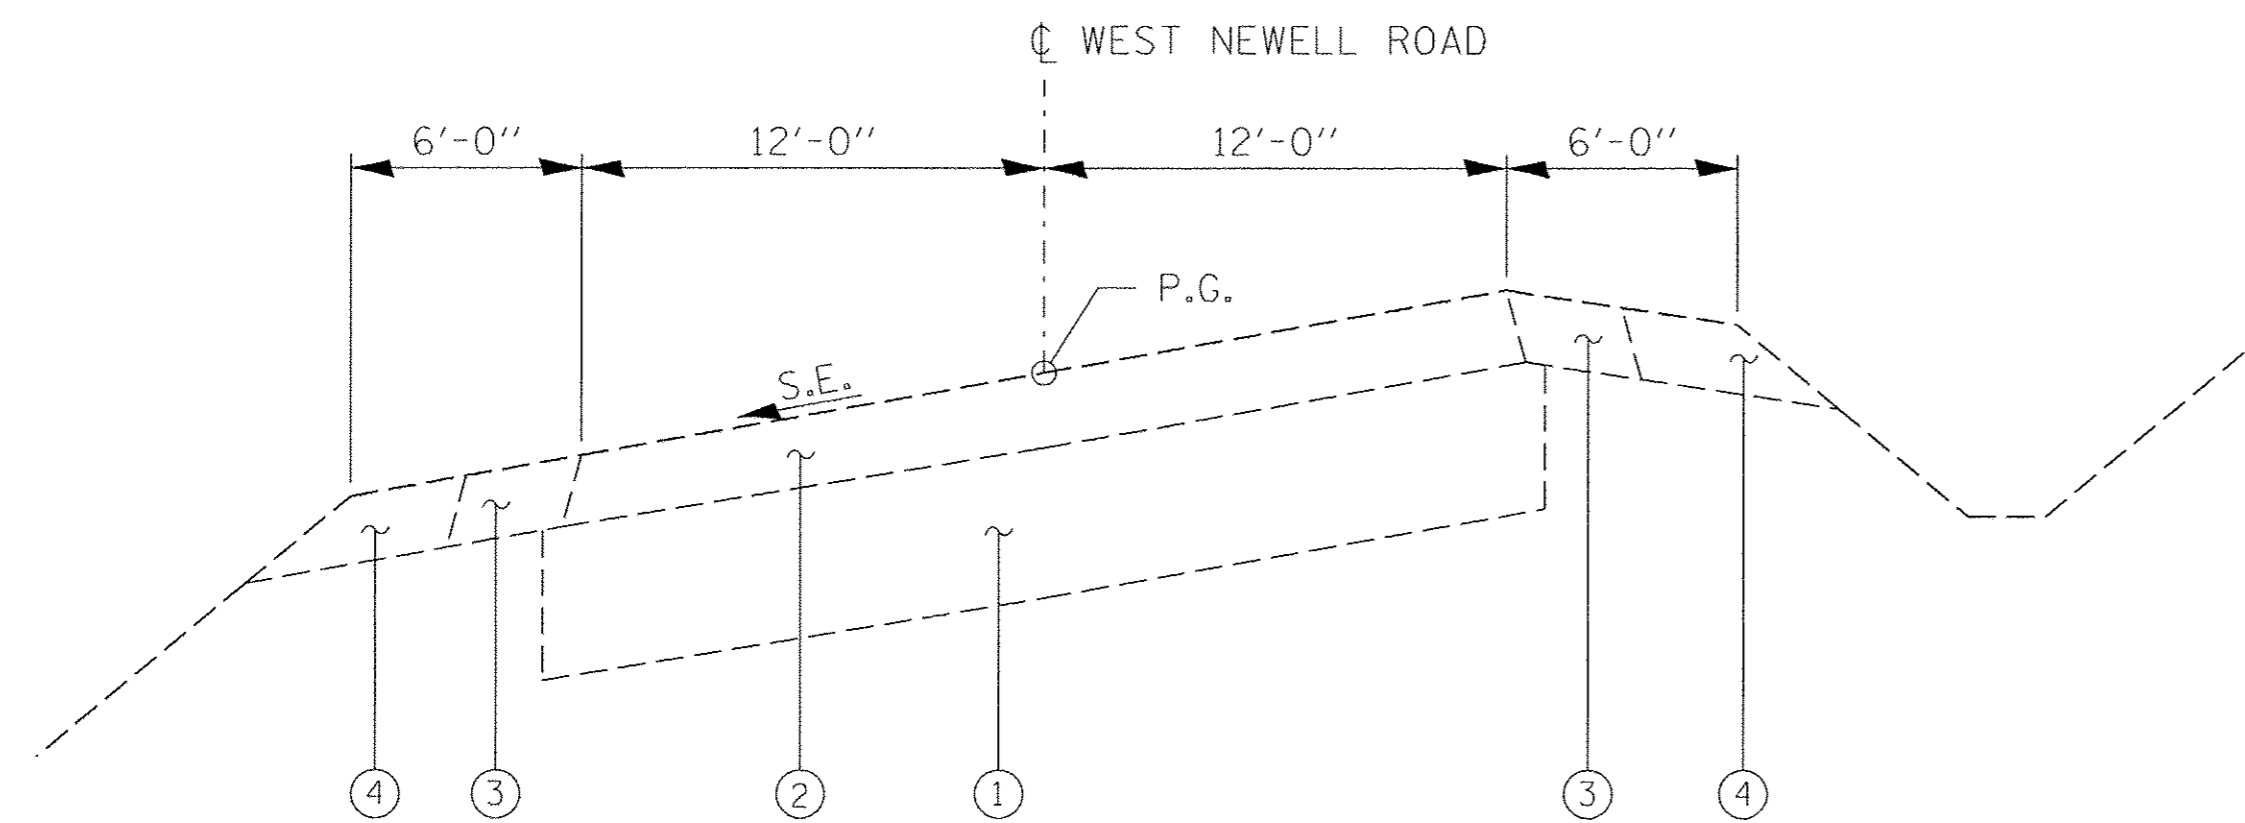 ℄ WEST NEWELL ROAD
6'-0" 12'-0" 12'-0" 6'-0"
P.G.
S.E.
4 3 2 1 3 4